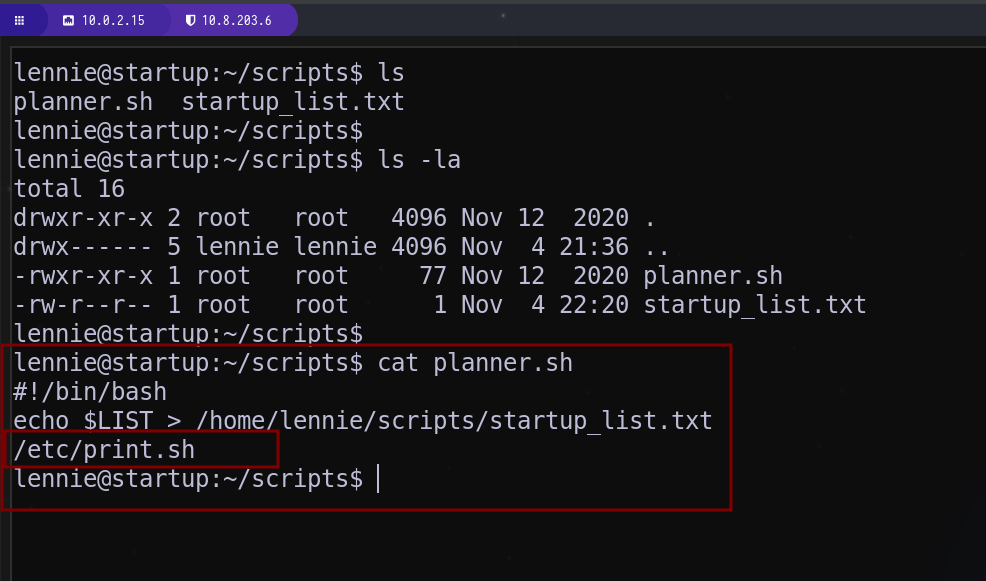 10.0.2.15 10.8.203.6
lennie@startup:~/scripts$ ls
planner.sh  startup_list.txt
lennie@startup:~/scripts$
lennie@startup:~/scripts$ ls -la
total 16
drwxr-xr-x 2 root   root   4096 Nov 12  2020 .
drwx------ 5 lennie lennie 4096 Nov  4 21:36 ..
-rwxr-xr-x 1 root   root     77 Nov 12  2020 planner.sh
-rw-r--r-- 1 root   root      1 Nov  4 22:20 startup_list.txt
lennie@startup:~/scripts$
lennie@startup:~/scripts$ cat planner.sh
#!/bin/bash
echo $LIST > /home/lennie/scripts/startup_list.txt
/etc/print.sh
lennie@startup:~/scripts$